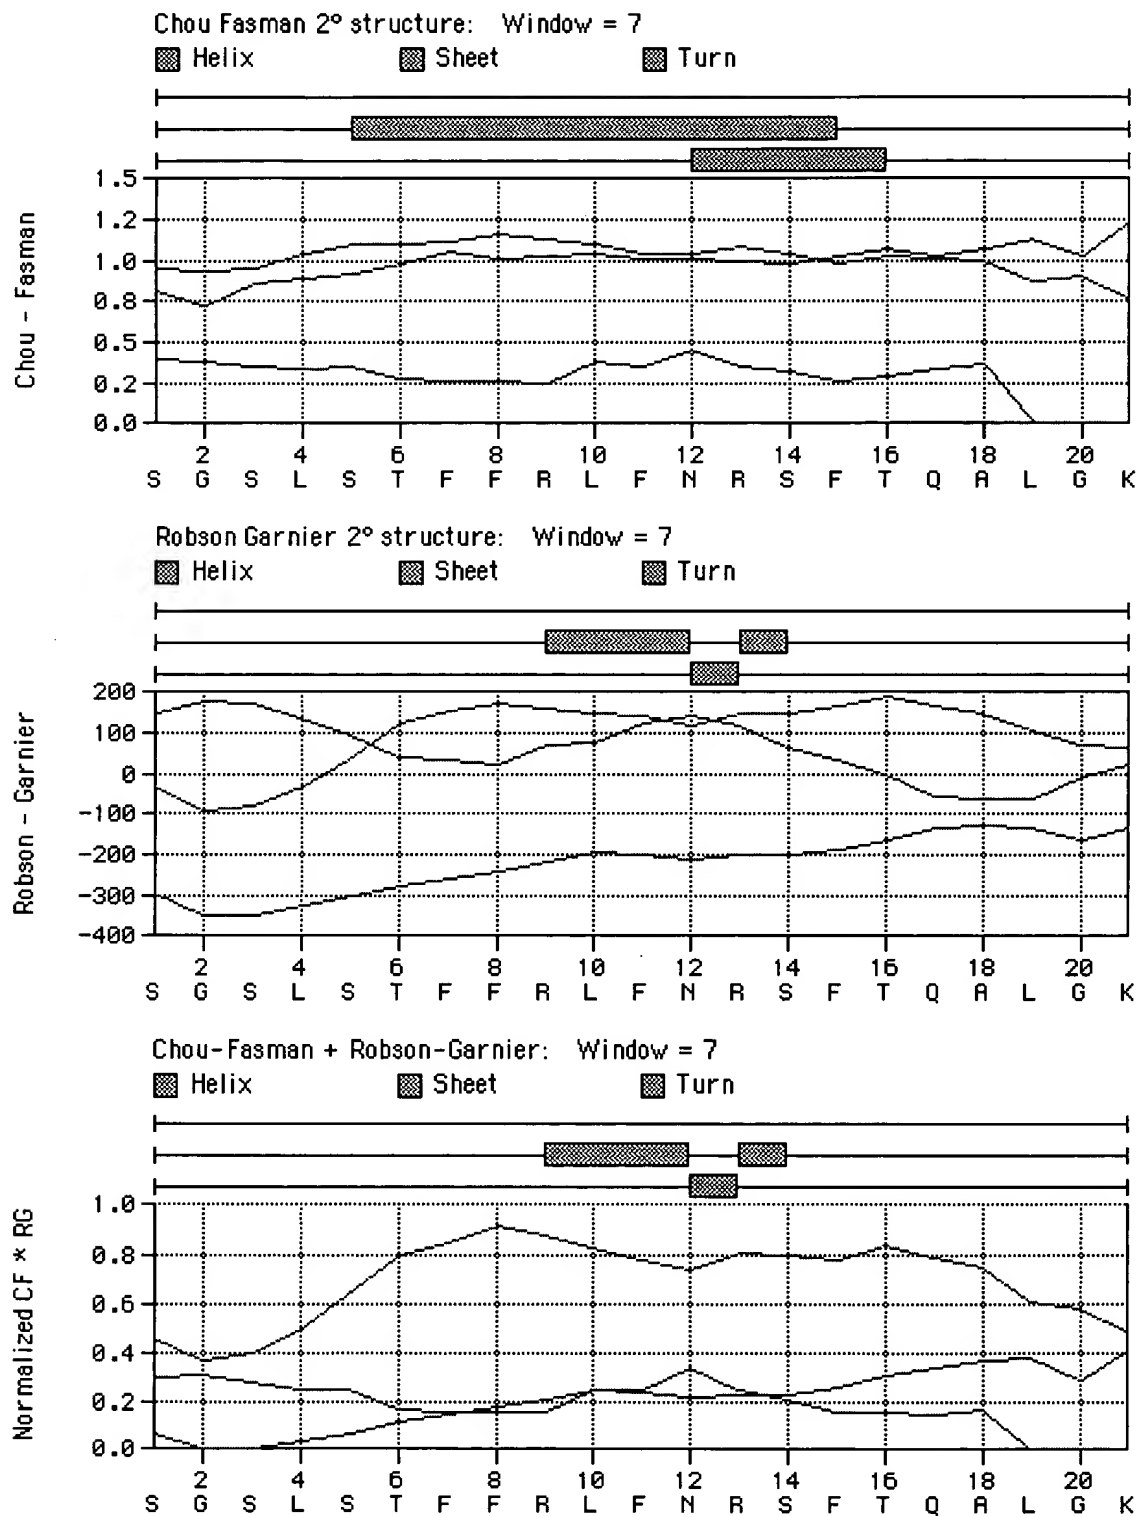 Chou Fasman 2° structure: Window = 7
Helix Sheet Turn
1.5
1.2
1.0
0.8
0.5
0.2
0.0
Chou - Fasman
2 4 6 8 10 12 14 16 18 20
S G S L S T F F R L F N R S F T Q A L G K
Robson Garnier 2° structure: Window = 7
Helix Sheet Turn
200
100
0
-100
-200
-300
-400
Robson - Garnier
2 4 6 8 10 12 14 16 18 20
S G S L S T F F R L F N R S F T Q A L G K
Chou-Fasman + Robson-Garnier: Window = 7
Helix Sheet Turn
1.0
0.8
0.6
0.4
0.2
0.0
Normalized CF * RG
2 4 6 8 10 12 14 16 18 20
S G S L S T F F R L F N R S F T Q A L G K